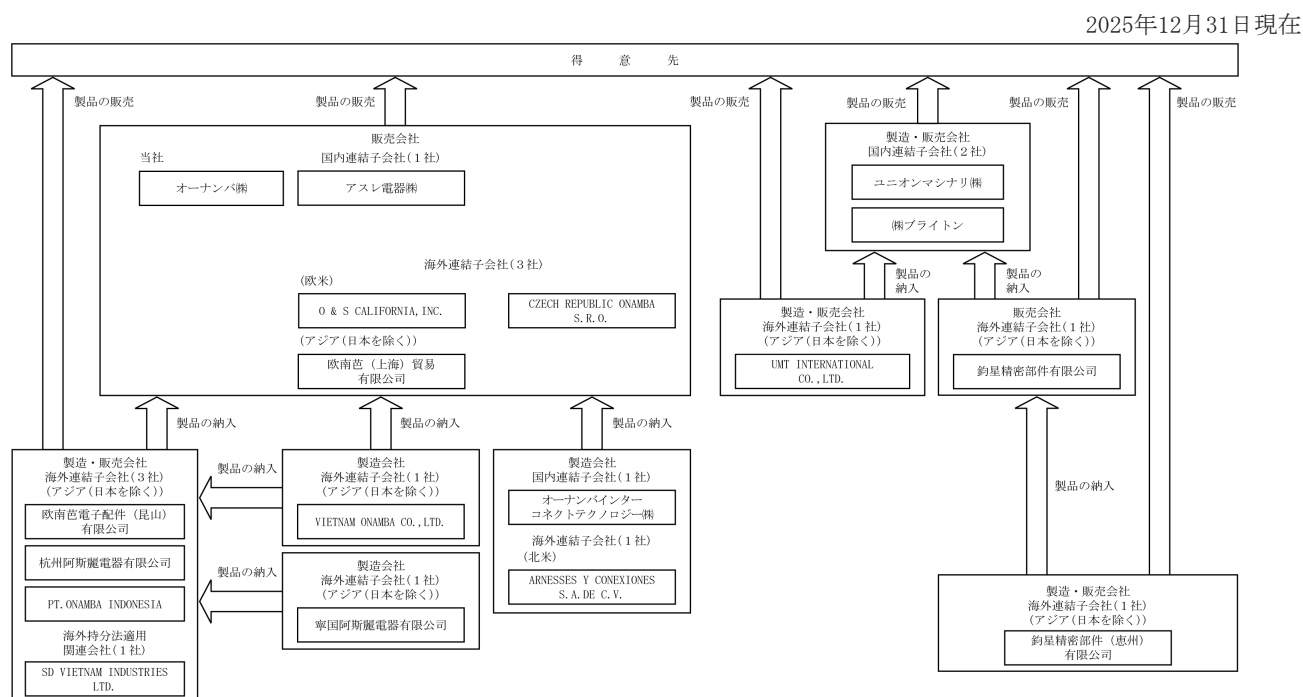 2025年12月31日現在
得意先
製品の販売
製品の販売
製品の販売
製品の販売
製品の販売
製品の販売
販売会社
当社
国内連結子会社(1社)
オーナンバ㈱
アスレ電器㈱
海外連結子会社(3社)
(欧米)
O & S CALIFORNIA,INC.
CZECH REPUBLIC ONAMBA
S.R.O.
(アジア(日本を除く))
欧南芭（上海）貿易
有限公司
製造・販売会社
国内連結子会社(2社)
ユニオンマシナリ㈱
㈱ブライトン
製品の
納入
製品の
納入
製造・販売会社
海外連結子会社(1社)
(アジア(日本を除く))
UMT INTERNATIONAL
CO.,LTD.
販売会社
海外連結子会社(1社)
(アジア(日本を除く))
鈞星精密部件有限公司
製品の納入
製品の納入
製品の納入
製造・販売会社
海外連結子会社(3社)
(アジア(日本を除く))
欧南芭電子配件（昆山）
有限公司
杭州阿斯麗電器有限公司
PT.ONAMBA INDONESIA
海外持分法適用
関連会社(1社)
SD VIETNAM INDUSTRIES
LTD.
製品の納入
製品の納入
製造会社
海外連結子会社(1社)
(アジア(日本を除く))
VIETNAM ONAMBA CO.,LTD.
製造会社
海外連結子会社(1社)
(アジア(日本を除く))
寧国阿斯麗電器有限公司
製造会社
国内連結子会社(1社)
オーナンバインター
コネクトテクノロジー㈱
海外連結子会社(1社)
(北米)
ARNESSES Y CONEXIONES
S.A.DE C.V.
製品の納入
製造・販売会社
海外連結子会社(1社)
(アジア(日本を除く))
鈞星精密部件（恵州）
有限公司